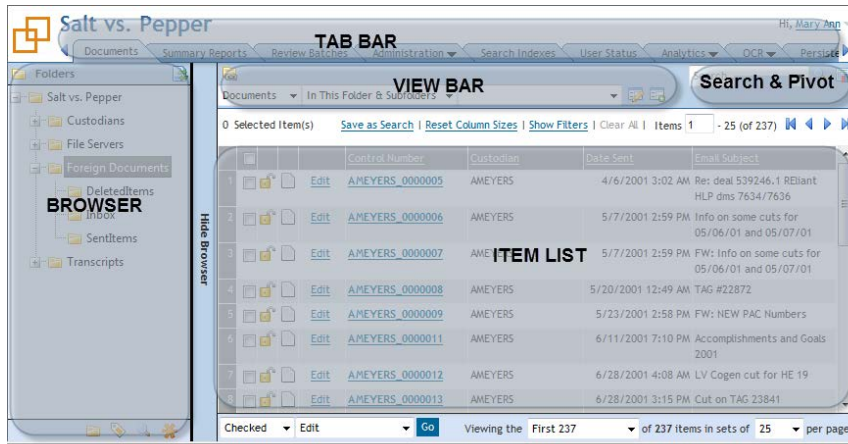 Salt vs. Pepper
Hi, Mary Ann
TAB BAR
Documents Summary Reports Review Batches Administration Search Indexes User Status Analytics OCR Persiste
Folders
VIEW BAR
Search & Pivot
Salt vs. Pepper
Documents In This Folder & Subfolders
Custodians
0 Selected Item(s) Save as Search | Reset Column Sizes | Show Filters | Clear All | Items 1 - 25 (of 237)
File Servers
Foreign Documents
DeletedItems
BROWSER
Inbox
SentItems
Transcripts
Hide Browser
Control Number Custodian Date Sent Email Subject
ITEM LIST
1 Edit AMEYERS_0000005 AMEYERS 4/6/2001 3:02 AM Re: deal 539246.1 REliant
HLP dms 7634/7636
2 Edit AMEYERS_0000006 AMEYERS 5/7/2001 2:59 PM Info on some cuts for
05/06/01 and 05/07/01
3 Edit AMEYERS_0000007 AMEYERS 5/7/2001 2:59 PM FW: Info on some cuts for
05/06/01 and 05/07/01
4 Edit AMEYERS_0000008 AMEYERS 5/20/2001 12:49 AM TAG #22872
5 Edit AMEYERS_0000009 AMEYERS 5/23/2001 2:58 PM FW: NEW PAC Numbers
6 Edit AMEYERS_0000011 AMEYERS 6/11/2001 7:10 PM Accomplishments and Goals
2001
7 Edit AMEYERS_0000012 AMEYERS 6/28/2001 4:08 AM LV Cogen cut for HE 19
8 Edit AMEYERS_0000013 AMEYERS 6/28/2001 3:15 PM Cut on TAG 23841
Checked Edit Go Viewing the First 237 of 237 items in sets of 25 per page